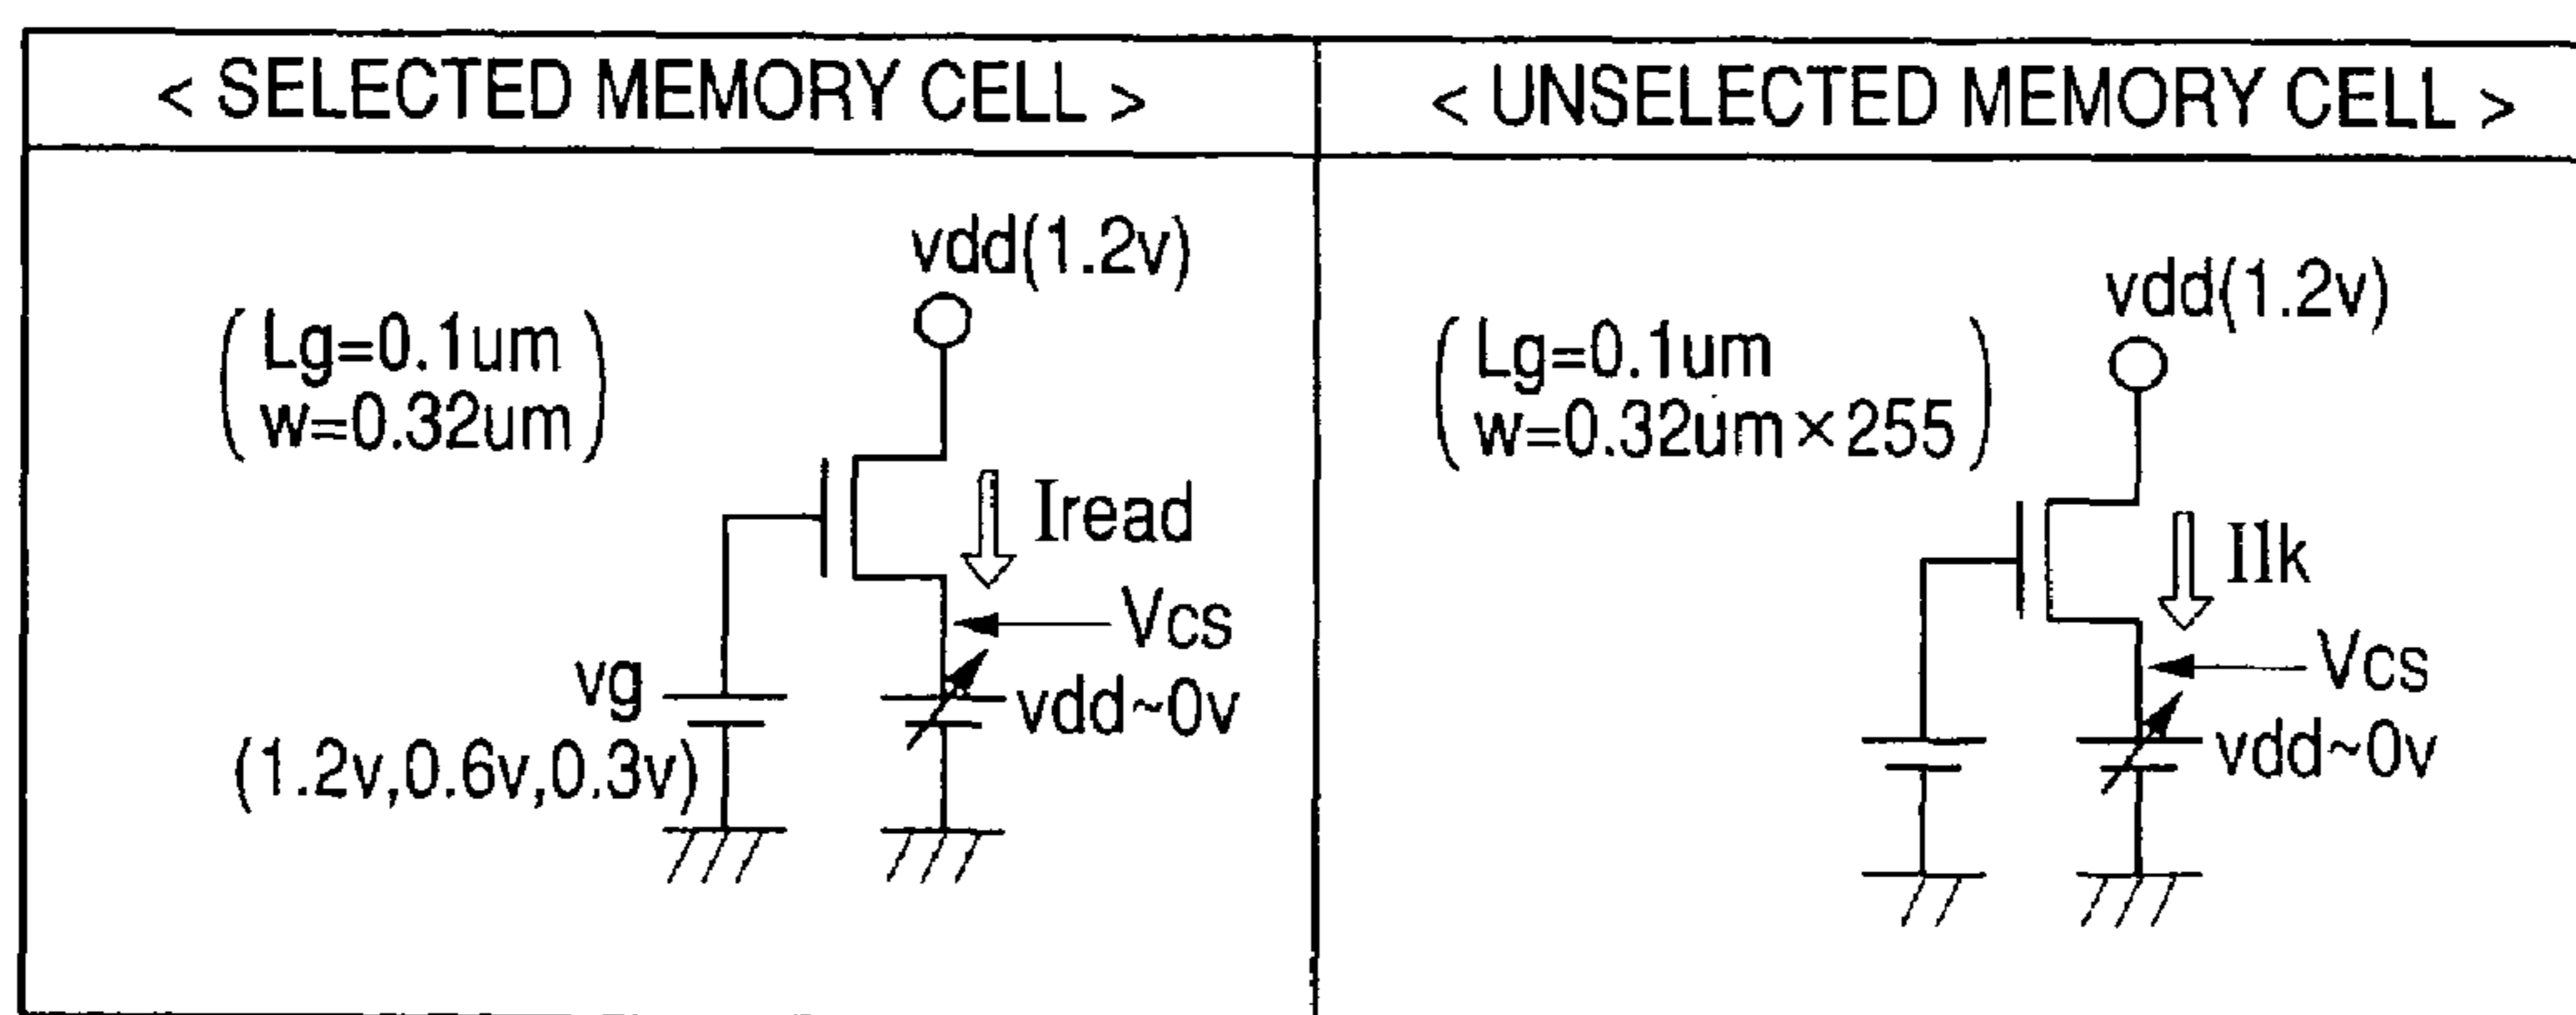 < SELECTED MEMORY CELL >
< UNSELECTED MEMORY CELL >
vdd(1.2v)
Lg=0.1um
w=0.32um
Iread
Vcs
vg
(1.2v,0.6v,0.3v)
vdd~0v
vdd(1.2v)
Lg=0.1um
w=0.32um×255
Ilk
Vcs
vdd~0v